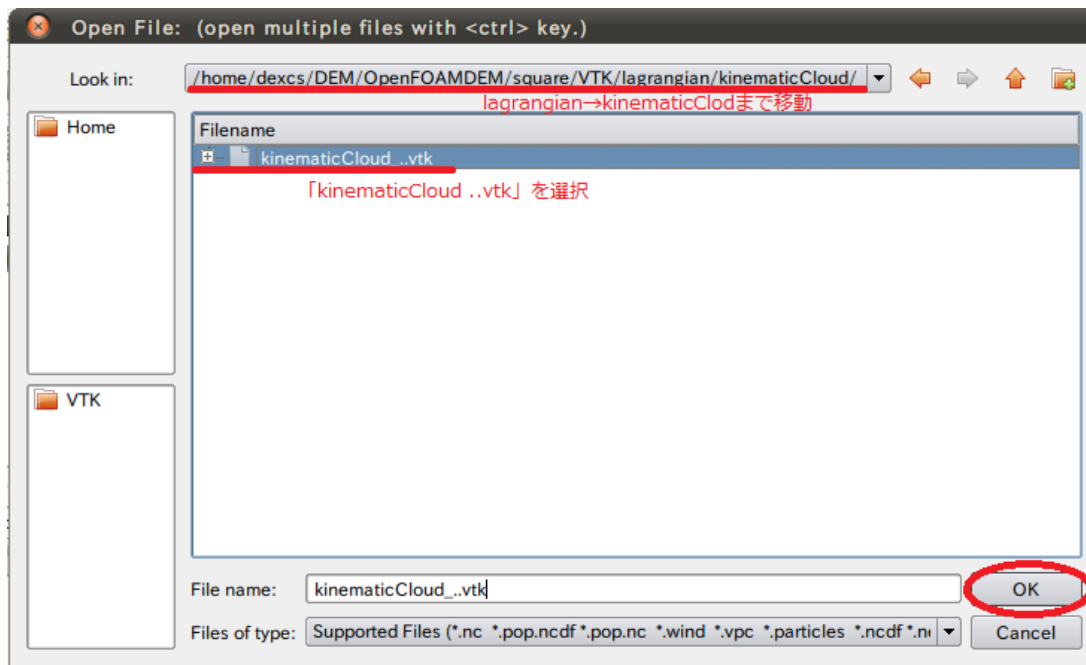 Open File: (open multiple files with <ctrl> key.)
Look in: /home/dexcs/DEM/OpenFOAMDEM/square/VTK/lagrangian/kinematicCloud/
lagrangian→kinematicClodまで移動
Home
Filename
kinematicCloud_..vtk
「kinematicCloud ..vtk」を選択
VTK
File name: kinematicCloud_..vtk OK
Files of type: Supported Files (*.nc *.pop.ncdf *.pop.nc *.wind *.vpc *.particles *.ncdf *.n Cancel